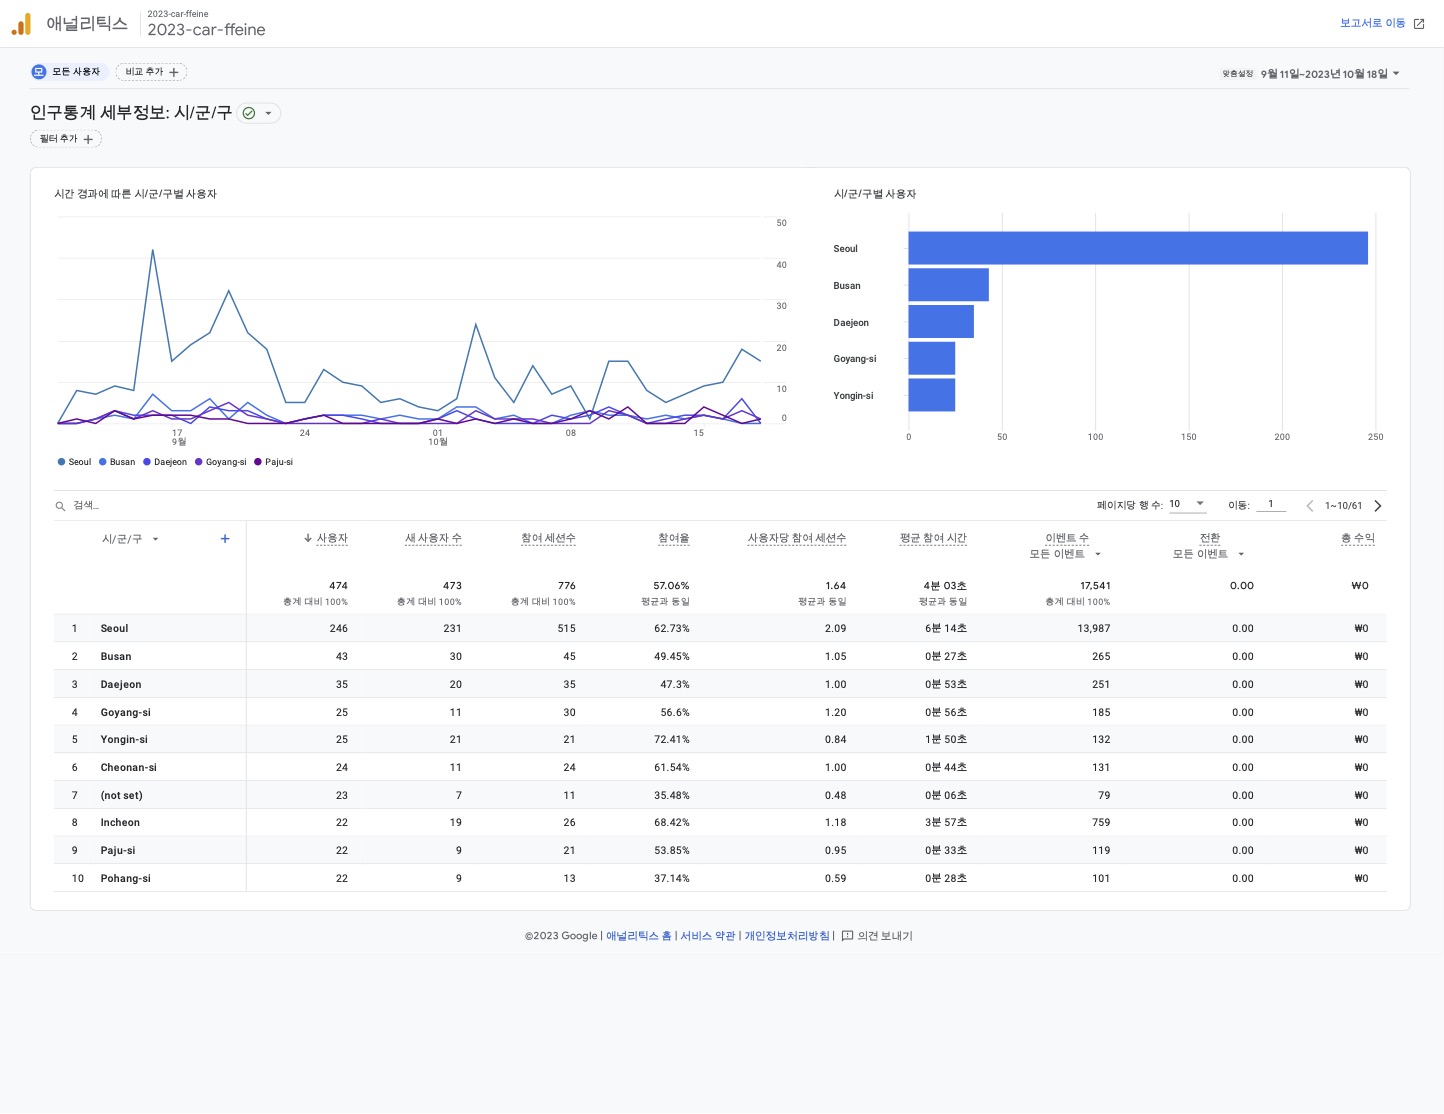 애널리틱스
2023-car-ffeine
2023-car-ffeine
보고서로 이동
모 모든 사용자 비교 추가
맞춤설정 9월 11일~2023년 10월 18일
인구통계 세부정보: 시/군/구
필터 추가
시간 경과에 따른 시/군/구별 사용자
50
40
30
20
10
0
17 24 01 08 15
9월 10월
Seoul Busan Daejeon Goyang-si Paju-si
시/군/구별 사용자
Seoul
Busan
Daejeon
Goyang-si
Yongin-si
0 50 100 150 200 250
검색... 페이지당 행 수: 10 이동: 1 1~10/61
시/군/구 + ↓ 사용자 새 사용자 수 참여 세션수 참여율 사용자당 참여 세션수 평균 참여 시간 이벤트 수 전환 총 수익
모든 이벤트 모든 이벤트
474 473 776 57.06% 1.64 4분 03초 17,541 0.00 ₩0
총계 대비 100% 총계 대비 100% 총계 대비 100% 평균과 동일 평균과 동일 평균과 동일 총계 대비 100%
1 Seoul 246 231 515 62.73% 2.09 6분 14초 13,987 0.00 ₩0
2 Busan 43 30 45 49.45% 1.05 0분 27초 265 0.00 ₩0
3 Daejeon 35 20 35 47.3% 1.00 0분 53초 251 0.00 ₩0
4 Goyang-si 25 11 30 56.6% 1.20 0분 56초 185 0.00 ₩0
5 Yongin-si 25 21 21 72.41% 0.84 1분 50초 132 0.00 ₩0
6 Cheonan-si 24 11 24 61.54% 1.00 0분 44초 131 0.00 ₩0
7 (not set) 23 7 11 35.48% 0.48 0분 06초 79 0.00 ₩0
8 Incheon 22 19 26 68.42% 1.18 3분 57초 759 0.00 ₩0
9 Paju-si 22 9 21 53.85% 0.95 0분 33초 119 0.00 ₩0
10 Pohang-si 22 9 13 37.14% 0.59 0분 28초 101 0.00 ₩0
©2023 Google | 애널리틱스 홈 | 서비스 약관 | 개인정보처리방침 | 의견 보내기